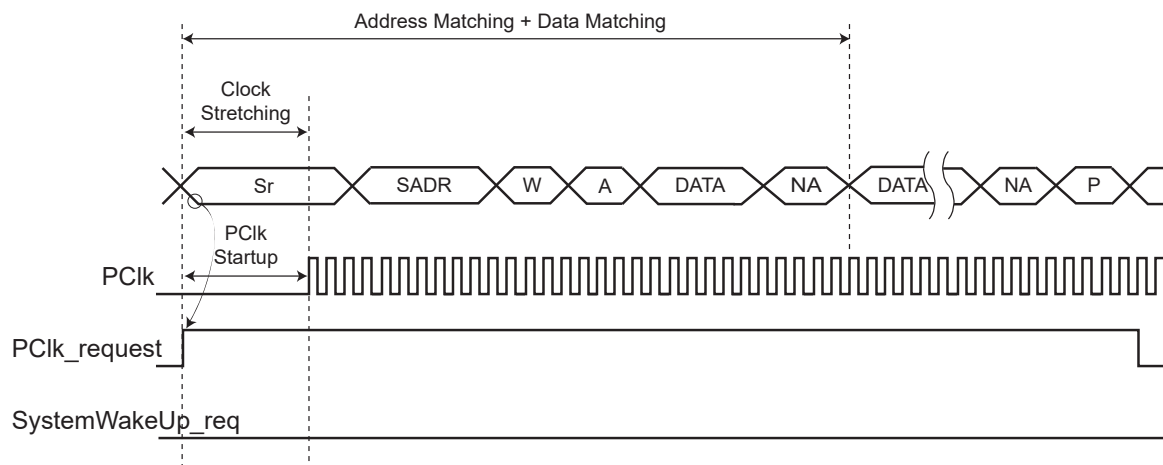 Address Matching + Data Matching
Clock
Stretching
Sr SADR W A DATA NA DATA NA P
PClk
Startup
PClk
PClk_request
SystemWakeUp_req